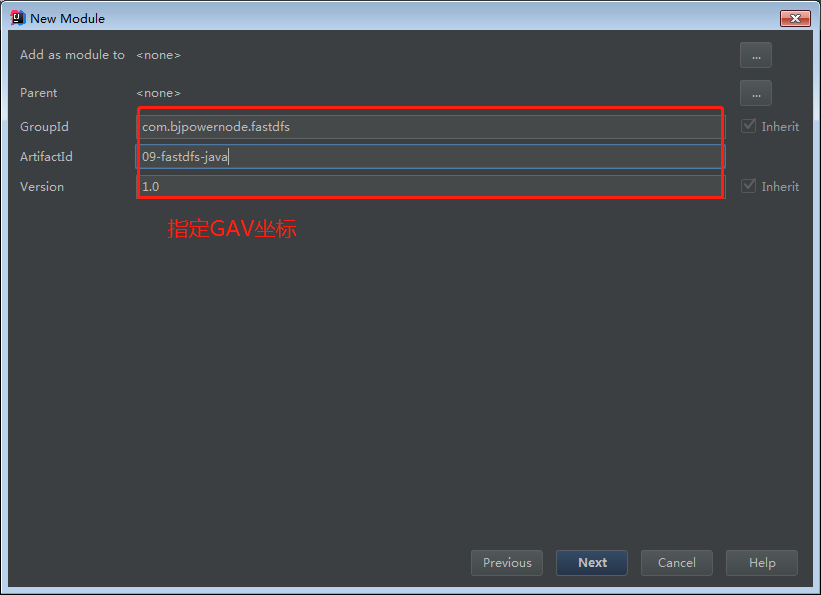 New Module
Add as module to <none> ...
Parent <none> ...
GroupId com.bjpowernode.fastdfs Inherit
ArtifactId 09-fastdfs-java
Version 1.0 Inherit
指定GAV坐标
Previous Next Cancel Help